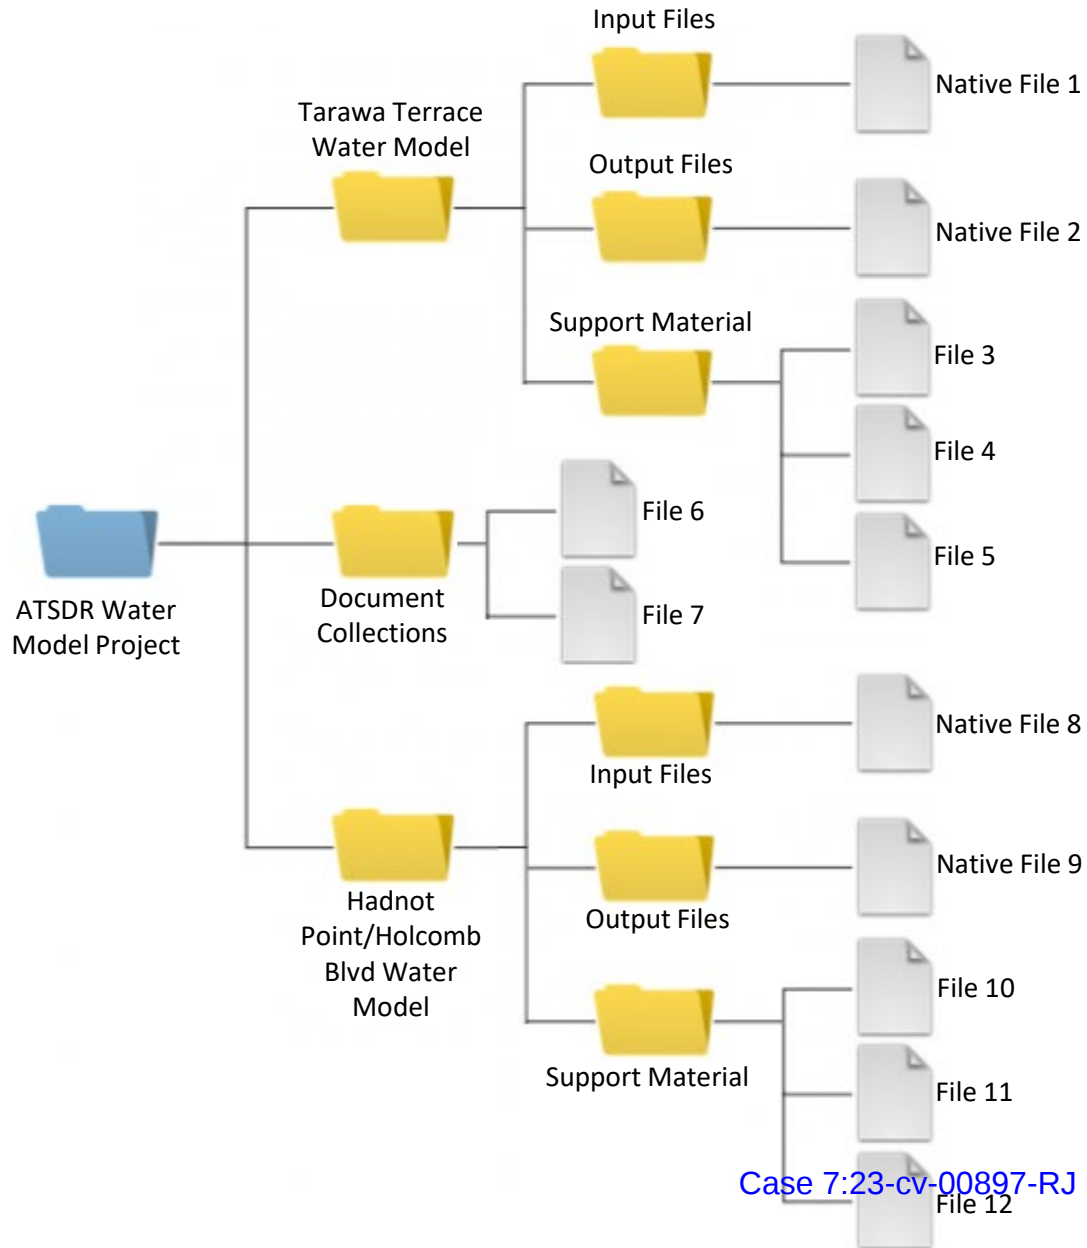 Input Files
Native File 1
Tarawa Terrace
Water Model
Output Files
Native File 2
Support Material
File 3
File 4
File 5
File 6
File 7
ATSDR Water
Model Project
Document
Collections
Native File 8
Input Files
Native File 9
Output Files
Hadnot
Point/Holcomb
Blvd Water
Model
File 10
Support Material
File 11
Case 7:23-cv-00897-RJ
File 12